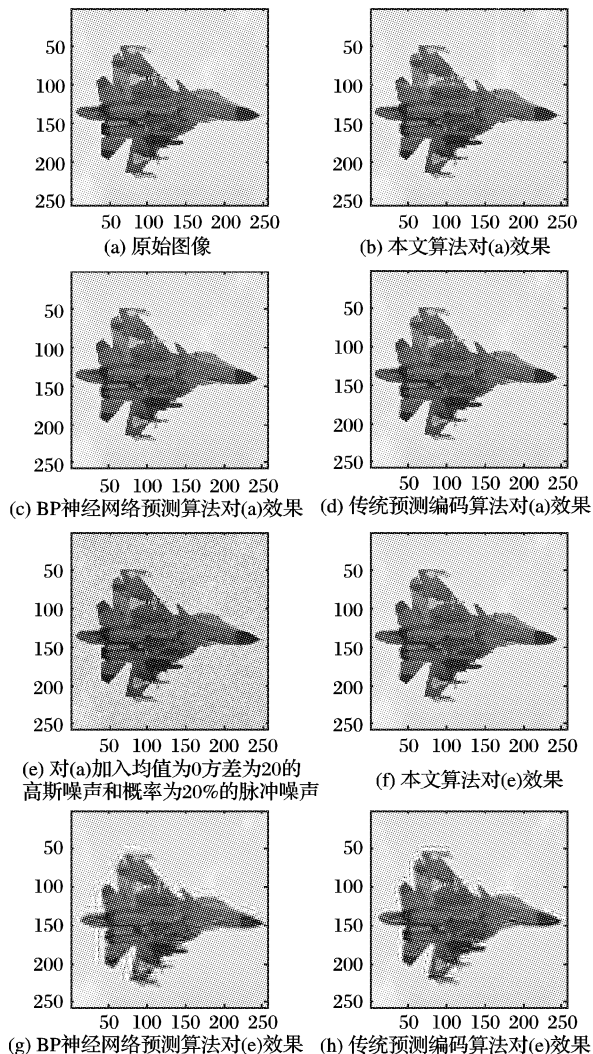 50
50
100
100
150
150
200
200
250
250
50 100 150 200 250
50 100 150 200 250
(a) 原始图像
(b) 本文算法对(a)效果
50
50
100
100
150
150
200
200
250
250
50 100 150 200 250
50 100 150 200 250
(c) BP神经网络预测算法对(a)效果
(d) 传统预测编码算法对(a)效果
50
50
100
100
150
150
200
200
250
250
50 100 150 200 250
50 100 150 200 250
(e) 对(a)加入均值为0方差为20的
高斯噪声和概率为20%的脉冲噪声
(f) 本文算法对(e)效果
50
50
100
100
150
150
200
200
250
250
50 100 150 200 250
50 100 150 200 250
(g) BP神经网络预测算法对(e)效果
(h) 传统预测编码算法对(e)效果